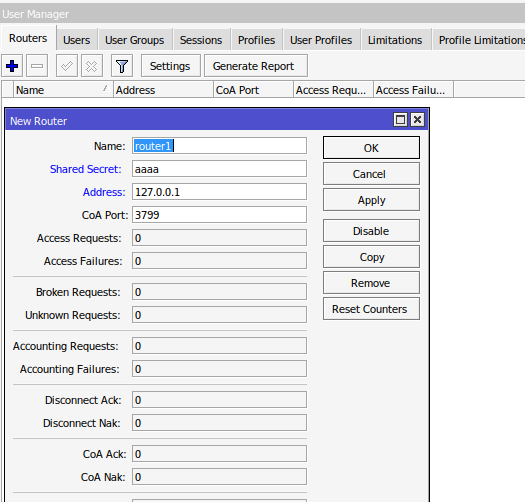 User Manager
Routers Users User Groups Sessions Profiles User Profiles Limitations Profile Limitations
Settings Generate Report
Name Address CoA Port Access Requ... Access Failu...
New Router
Name: router1 OK
Shared Secret: aaaa Cancel
Address: 127.0.0.1 Apply
CoA Port: 3799
Access Requests: 0 Disable
Access Failures: 0 Copy
Broken Requests: 0 Remove
Unknown Requests: 0 Reset Counters
Accounting Requests: 0
Accounting Failures: 0
Disconnect Ack: 0
Disconnect Nak: 0
CoA Ack: 0
CoA Nak: 0